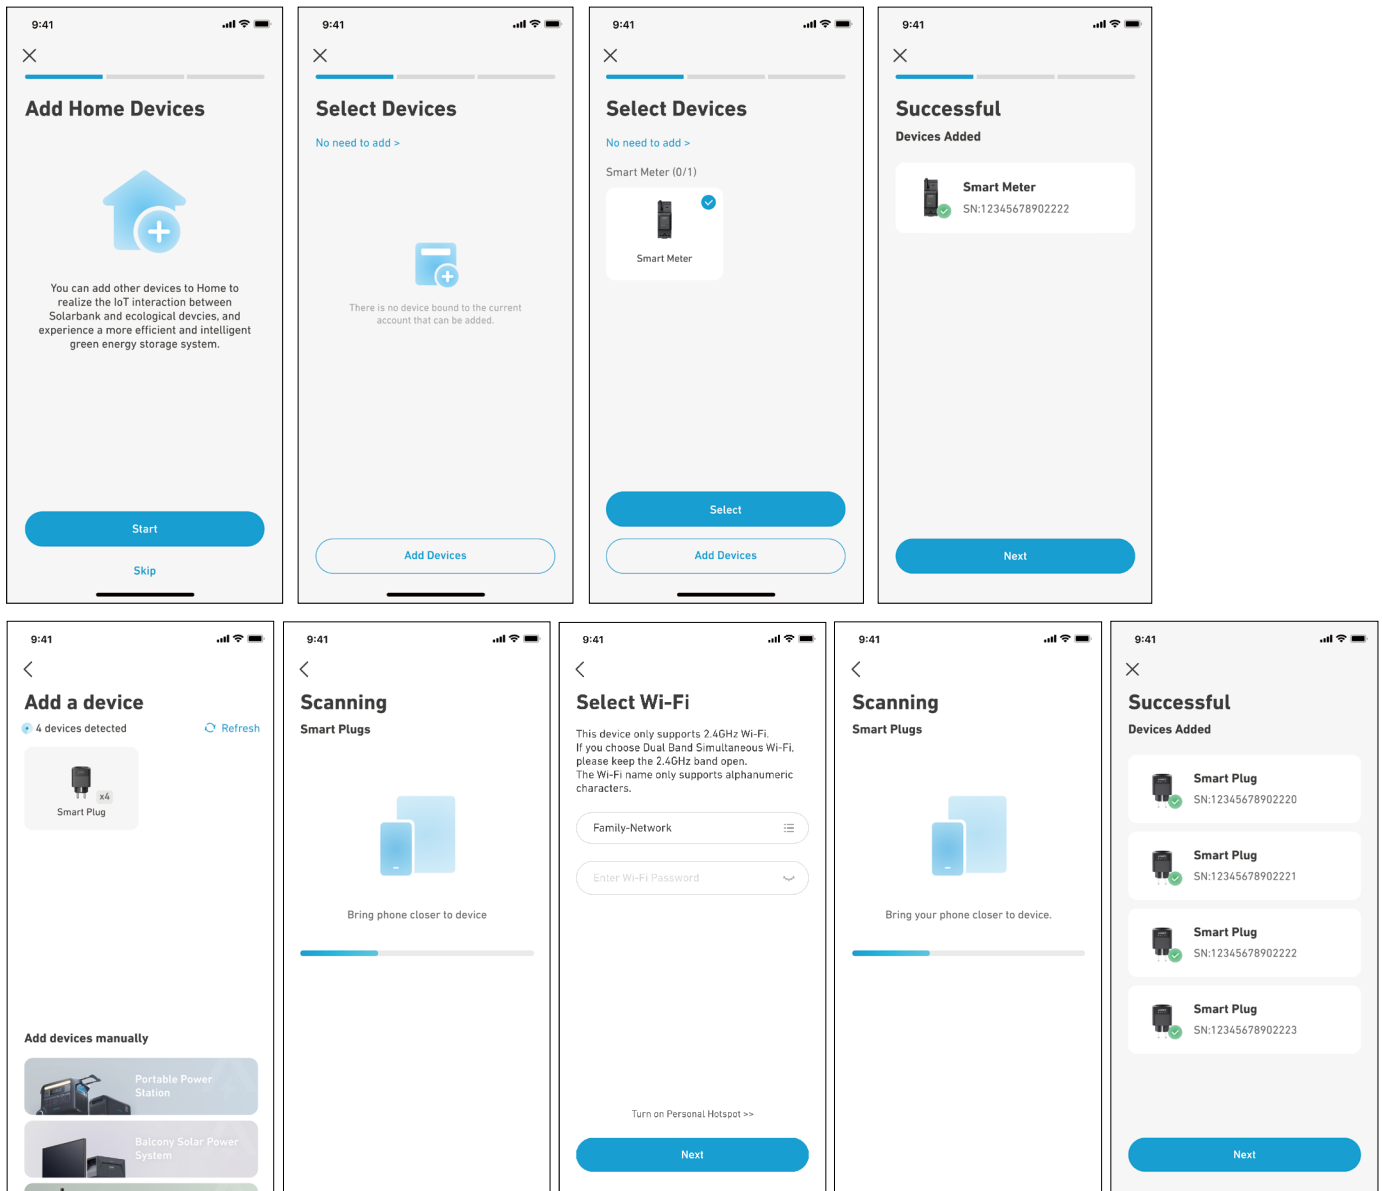 9:41
Add Home Devices
You can add other devices to Home to
realize the IoT interaction between
Solarbank and ecological devcies, and
experience a more efficient and intelligent
green energy storage system.
Start
Skip
9:41
Select Devices
No need to add >
There is no device bound to the current
account that can be added.
Add Devices
9:41
Select Devices
No need to add >
Smart Meter (0/1)
Smart Meter
Select
Add Devices
9:41
Successful
Devices Added
Smart Meter
SN:12345678902222
Next
9:41
Add a device
4 devices detected
Refresh
x4
Smart Plug
Add devices manually
Portable Power
Station
Balcony Solar Power
System
9:41
Scanning
Smart Plugs
Bring phone closer to device
9:41
Select Wi-Fi
This device only supports 2.4GHz Wi-Fi.
If you choose Dual Band Simultaneous Wi-Fi,
please keep the 2.4GHz band open.
The Wi-Fi name only supports alphanumeric
characters.
Family-Network
Enter Wi-Fi Password
Turn on Personal Hotspot >>
Next
9:41
Scanning
Smart Plugs
Bring your phone closer to device.
9:41
Successful
Devices Added
Smart Plug
SN:12345678902220
Smart Plug
SN:12345678902221
Smart Plug
SN:12345678902222
Smart Plug
SN:12345678902223
Next